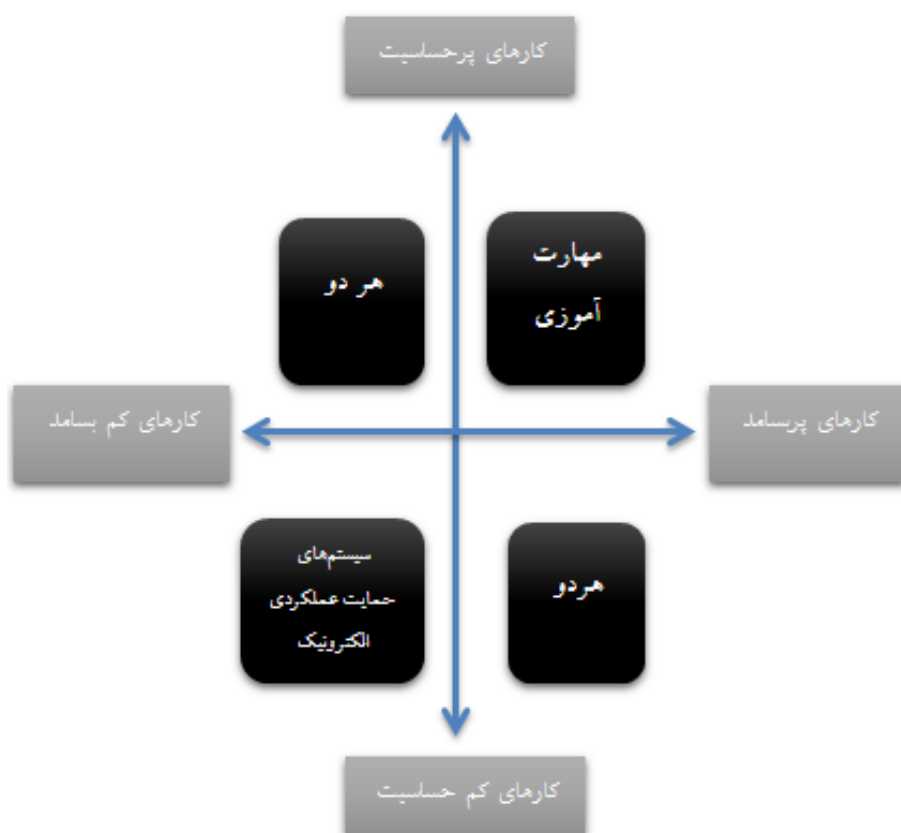 کارهای پرحساسیت
مهارت
آموزی
هر دو
کارهای پربسامد
کارهای کم بسامد
سیستم‌های
حمایت عملکردی
الکترونیک
هردو
کارهای کم حساسیت